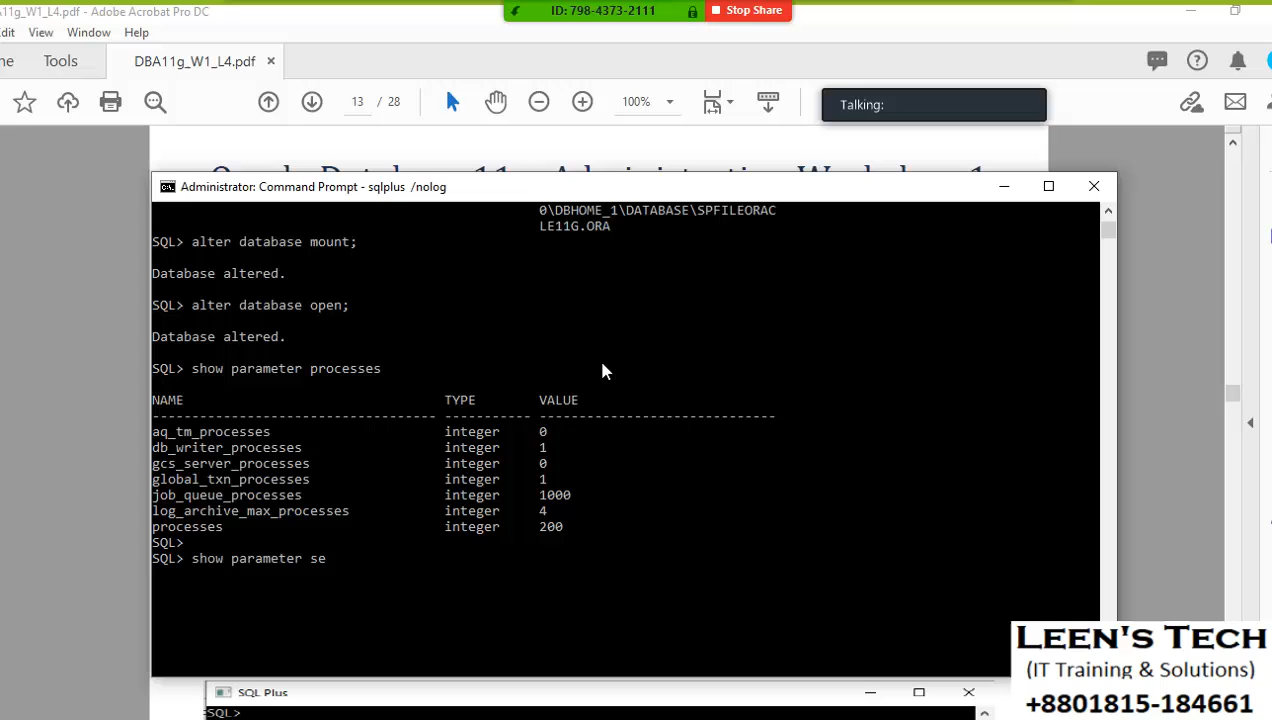 A11g_W1_L4.pdf - Adobe Acrobat Pro DC
ID: 798-4373-2111
Stop Share
Edit View Window Help
Tools
DBA11g_W1_L4.pdf ×
13 / 28
100%
Talking:
Administrator: Command Prompt - sqlplus /nolog
0\DBHOME_1\DATABASE\SPFILEORAC
LE11G.ORA
SQL> alter database mount;
Database altered.
SQL> alter database open;
Database altered.
SQL> show parameter processes
NAME TYPE VALUE
------------------------------------ ----------- ------------------------------
aq_tm_processes integer 0
db_writer_processes integer 1
gcs_server_processes integer 0
global_txn_processes integer 1
job_queue_processes integer 1000
log_archive_max_processes integer 4
processes integer 200
SQL>
SQL> show parameter se
SQL Plus
SQL>
LEEN'S TECH
(IT Training & Solutions)
+8801815-184661